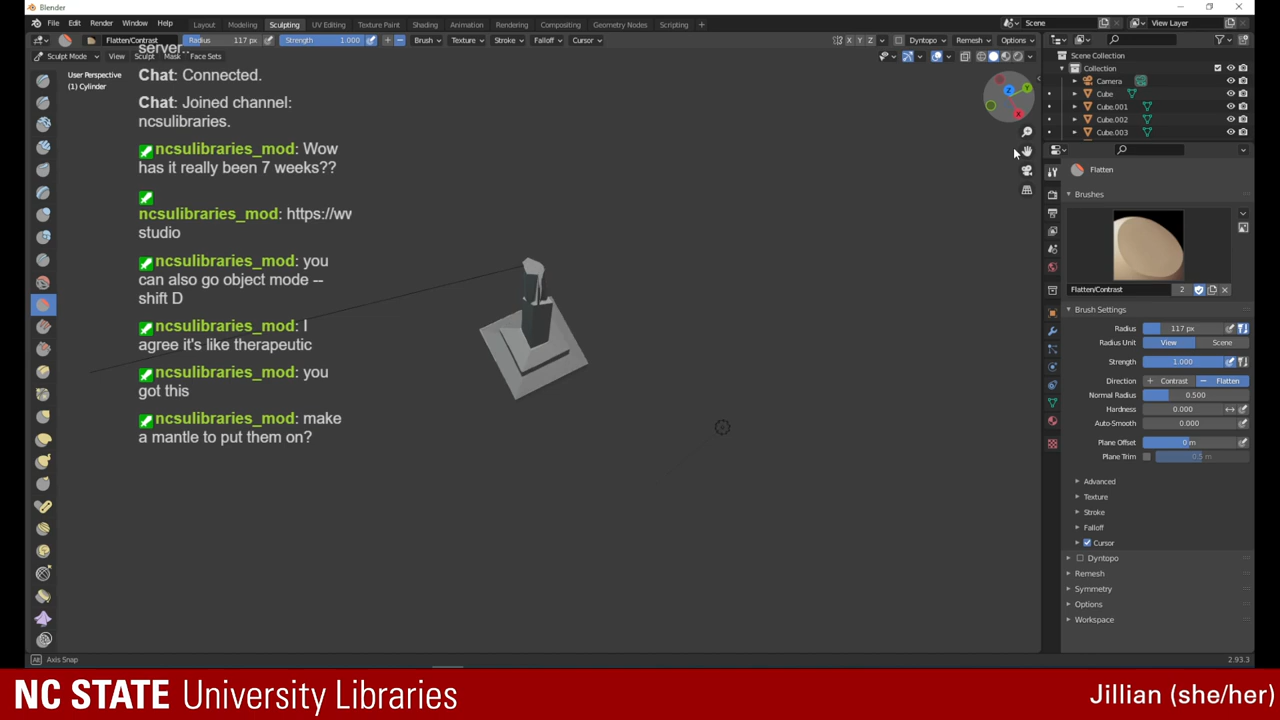 Blender
File Edit Render Window Help Layout Modeling Sculpting UV Editing Texture Paint Shading Animation Rendering Compositing Geometry Nodes Scripting + Scene View Layer
Flatten/Contrast Radius 117 px Strength 1.000 + − Brush Texture Stroke Falloff Cursor X Y Z Dyntopo Remesh Options
Sculpt Mode View Sculpt Mask Face Sets
User Perspective
(1) Cylinder
server..
Chat: Connected.
Chat: Joined channel:
ncsulibraries.
ncsulibraries_mod: Wow
has it really been 7 weeks??
ncsulibraries_mod: https://ww
studio
ncsulibraries_mod: you
can also go object mode --
shift D
ncsulibraries_mod: I
agree it's like therapeutic
ncsulibraries_mod: you
got this
ncsulibraries_mod: make
a mantle to put them on?
Z
Y
X
Scene Collection
Collection
Camera
Cube
Cube.001
Cube.002
Cube.003
Flatten
Brushes
Flatten/Contrast 2
Brush Settings
Radius 117 px
Radius Unit View Scene
Strength 1.000
Direction + Contrast − Flatten
Normal Radius 0.500
Hardness 0.000
Auto-Smooth 0.000
Plane Offset 0 m
Plane Trim 0.5 m
Advanced
Texture
Stroke
Falloff
Cursor
Dyntopo
Remesh
Symmetry
Options
Workspace
Axis Snap
2.93.3
NC STATE University Libraries
Jillian (she/her)